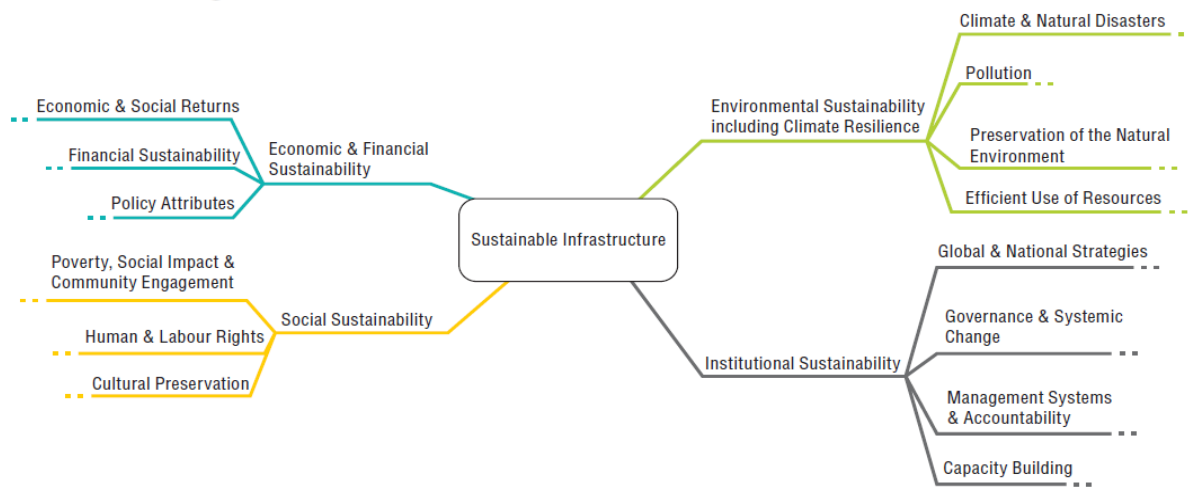 Climate & Natural Disasters
Pollution
Environmental Sustainability
including Climate Resilience
Preservation of the Natural
Environment
Efficient Use of Resources
Economic & Social Returns
Financial Sustainability
Economic & Financial
Sustainability
Policy Attributes
Sustainable Infrastructure
Poverty, Social Impact &
Community Engagement
Social Sustainability
Human & Labour Rights
Cultural Preservation
Global & National Strategies
Governance & Systemic
Change
Institutional Sustainability
Management Systems
& Accountability
Capacity Building